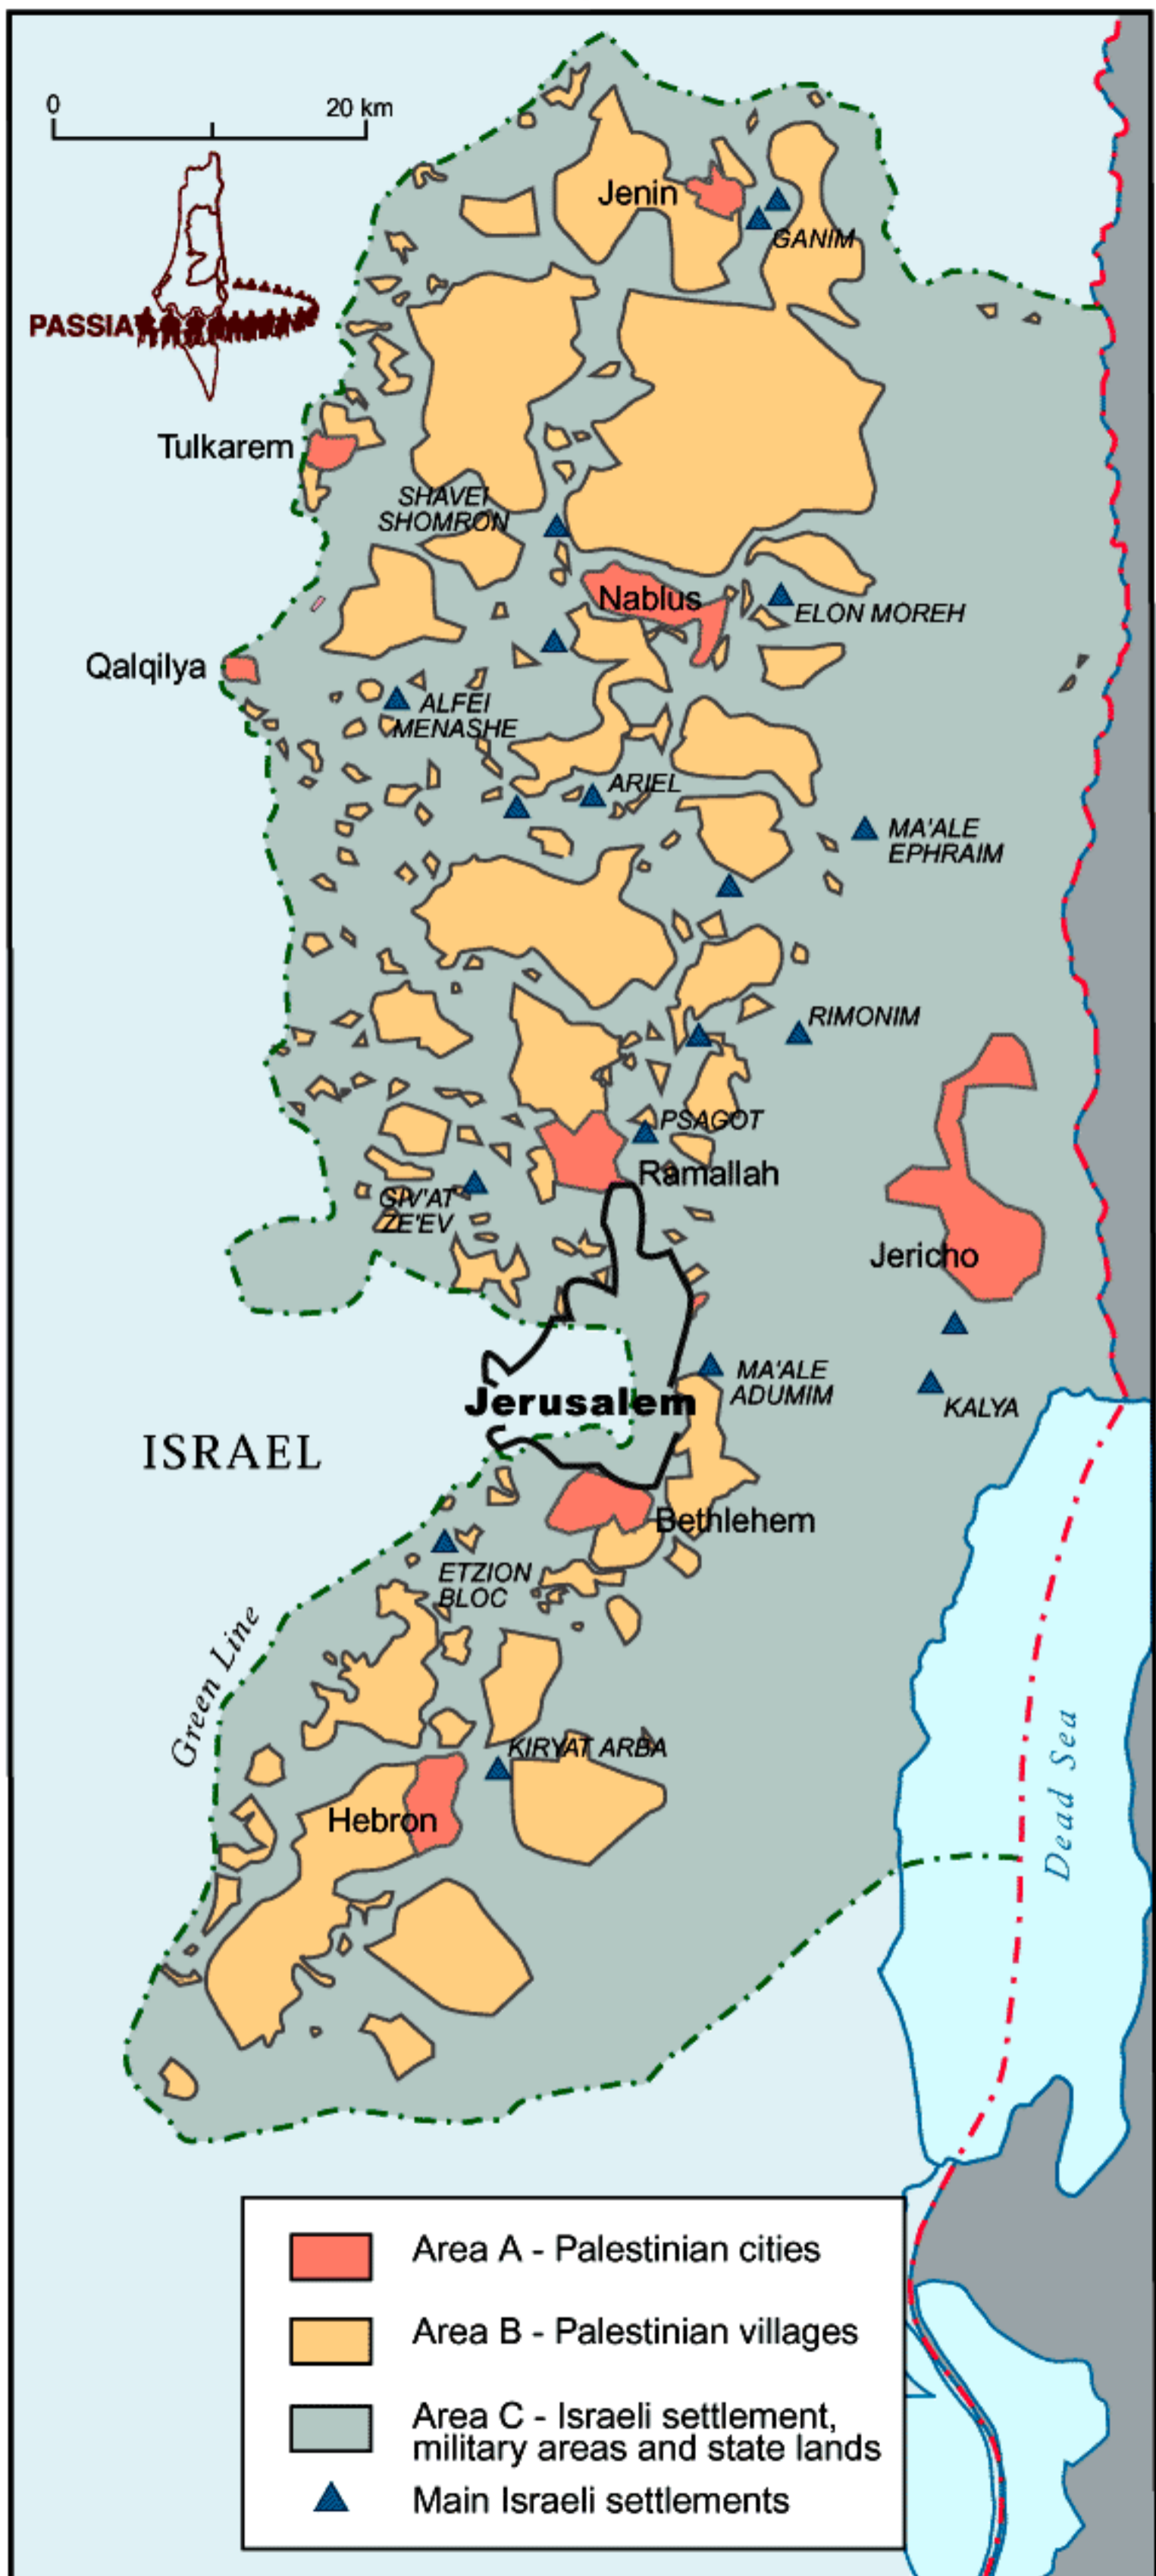 0
20 km
Jenin
GANIM
PASSIA
Tulkarem
SHAVEI
SHOMRON
Nablus
ELON MOREH
Qalqilya
ALFEI
MENASHE
ARIEL
MA'ALE
EPHRAIM
RIMONIM
PSAGOT
Ramallah
GIV'AT
ZE'EV
Jericho
MA'ALE
ADUMIM
Jerusalem
KALYA
ISRAEL
Bethlehem
ETZION
BLOC
Green Line
KIRYAT ARBA
Dead Sea
Hebron
Area A - Palestinian cities
Area B - Palestinian villages
Area C - Israeli settlement,
military areas and state lands
Main Israeli settlements